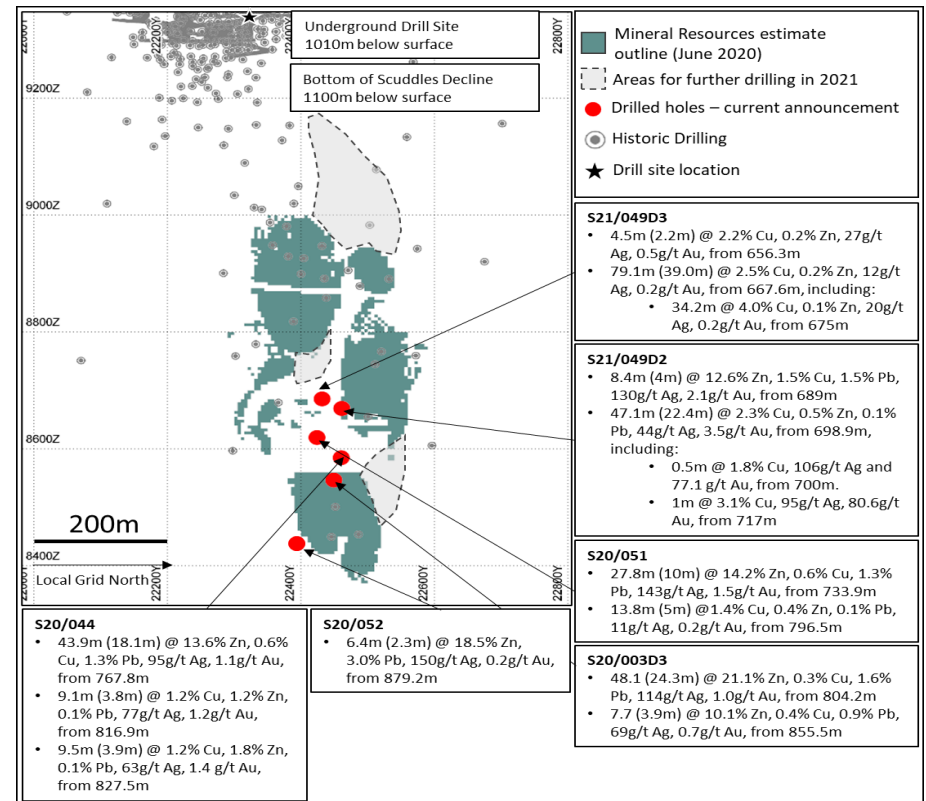 22000Y
22200Y
22400Y
22800Y
Underground Drill Site
1010m below surface
Bottom of Scuddles Decline
1100m below surface
Mineral Resources estimate
outline (June 2020)
Areas for further drilling in 2021
Drilled holes – current announcement
Historic Drilling
Drill site location
9200Z
9000Z
8800Z
8600Z
8400Z
200m
Local Grid North
22000Y
22200Y
22400Y
22600Y
22800Y
S21/049D3
• 4.5m (2.2m) @ 2.2% Cu, 0.2% Zn, 27g/t
Ag, 0.5g/t Au, from 656.3m
• 79.1m (39.0m) @ 2.5% Cu, 0.2% Zn, 12g/t
Ag, 0.2g/t Au, from 667.6m, including:
• 34.2m @ 4.0% Cu, 0.1% Zn, 20g/t
Ag, 0.2g/t Au, from 675m
S21/049D2
• 8.4m (4m) @ 12.6% Zn, 1.5% Cu, 1.5% Pb,
130g/t Ag, 2.1g/t Au, from 689m
• 47.1m (22.4m) @ 2.3% Cu, 0.5% Zn, 0.1%
Pb, 44g/t Ag, 3.5g/t Au, from 698.9m,
including:
• 0.5m @ 1.8% Cu, 106g/t Ag and
77.1 g/t Au, from 700m.
• 1m @ 3.1% Cu, 95g/t Ag, 80.6g/t
Au, from 717m
S20/051
• 27.8m (10m) @ 14.2% Zn, 0.6% Cu, 1.3%
Pb, 143g/t Ag, 1.5g/t Au, from 733.9m
• 13.8m (5m) @1.4% Cu, 0.4% Zn, 0.1% Pb,
11g/t Ag, 0.2g/t Au, from 796.5m
S20/003D3
• 48.1 (24.3m) @ 21.1% Zn, 0.3% Cu, 1.6%
Pb, 114g/t Ag, 1.0g/t Au, from 804.2m
• 7.7 (3.9m) @ 10.1% Zn, 0.4% Cu, 0.9% Pb,
69g/t Ag, 0.7g/t Au, from 855.5m
S20/044
• 43.9m (18.1m) @ 13.6% Zn, 0.6%
Cu, 1.3% Pb, 95g/t Ag, 1.1g/t Au,
from 767.8m
• 9.1m (3.8m) @ 1.2% Cu, 1.2% Zn,
0.1% Pb, 77g/t Ag, 1.2g/t Au,
from 816.9m
• 9.5m (3.9m) @ 1.2% Cu, 1.8% Zn,
0.1% Pb, 63g/t Ag, 1.4 g/t Au,
from 827.5m
S20/052
• 6.4m (2.3m) @ 18.5% Zn,
3.0% Pb, 150g/t Ag, 0.2g/t Au,
from 879.2m